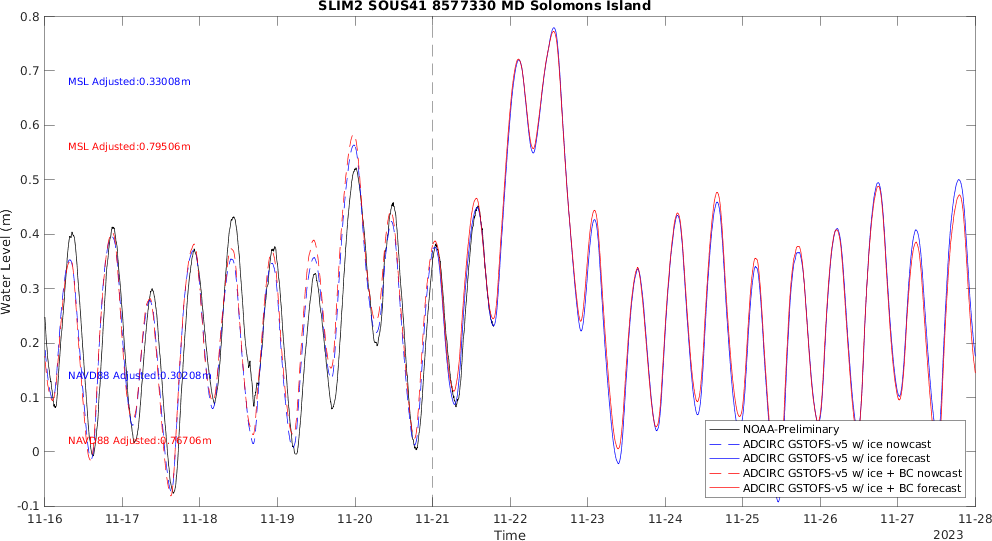 SLIM2 SOUS41 8577330 MD Solomons Island
0.8
0.7
0.6
0.5
0.4
0.3
0.2
0.1
0
-0.1
Water Level (m)
MSL Adjusted:0.33008m
MSL Adjusted:0.79506m
NAVD88 Adjusted:0.30208m
NAVD88 Adjusted:0.76706m
NOAA-Preliminary
ADCIRC GSTOFS-v5 w/ ice nowcast
ADCIRC GSTOFS-v5 w/ ice forecast
ADCIRC GSTOFS-v5 w/ ice + BC nowcast
ADCIRC GSTOFS-v5 w/ ice + BC forecast
11-16 11-17 11-18 11-19 11-20 11-21 11-22 11-23 11-24 11-25 11-26 11-27 11-28
Time
2023